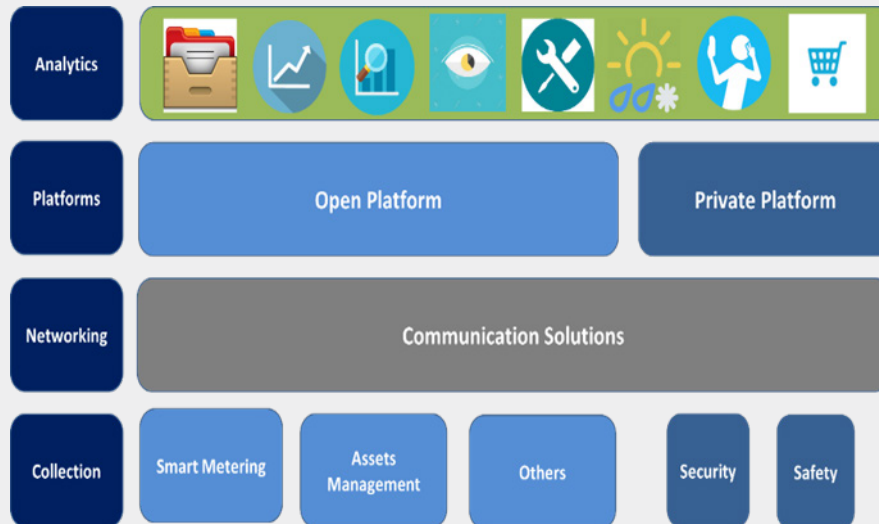 Analytics
Platforms
Open Platform
Private Platform
Networking
Communication Solutions
Collection
Smart Metering
Assets
Management
Others
Security
Safety